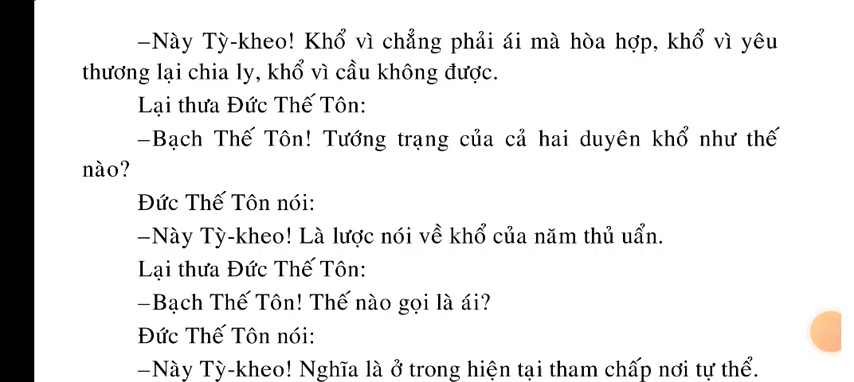 –Này Tỳ-kheo! Khổ vì chẳng phải ái mà hòa hợp, khổ vì yêu
thương lại chia ly, khổ vì cầu không được.
Lại thưa Đức Thế Tôn:
–Bạch Thế Tôn! Tướng trạng của cả hai duyên khổ như thế
nào?
Đức Thế Tôn nói:
–Này Tỳ-kheo! Là lược nói về khổ của năm thủ uẩn.
Lại thưa Đức Thế Tôn:
–Bạch Thế Tôn! Thế nào gọi là ái?
Đức Thế Tôn nói:
–Này Tỳ-kheo! Nghĩa là ở trong hiện tại tham chấp nơi tự thể.